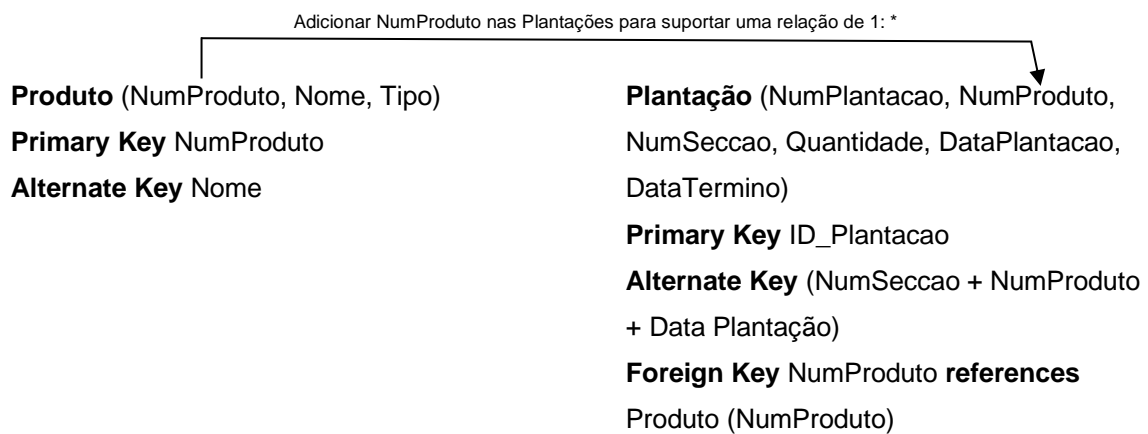 Adicionar NumProduto nas Plantações para suportar uma relação de 1: *
Produto (NumProduto, Nome, Tipo)
Primary Key NumProduto
Alternate Key Nome
Plantação (NumPlantacao, NumProduto,
NumSeccao, Quantidade, DataPlantacao,
DataTermino)
Primary Key ID_Plantacao
Alternate Key (NumSeccao + NumProduto
+ Data Plantação)
Foreign Key NumProduto references
Produto (NumProduto)